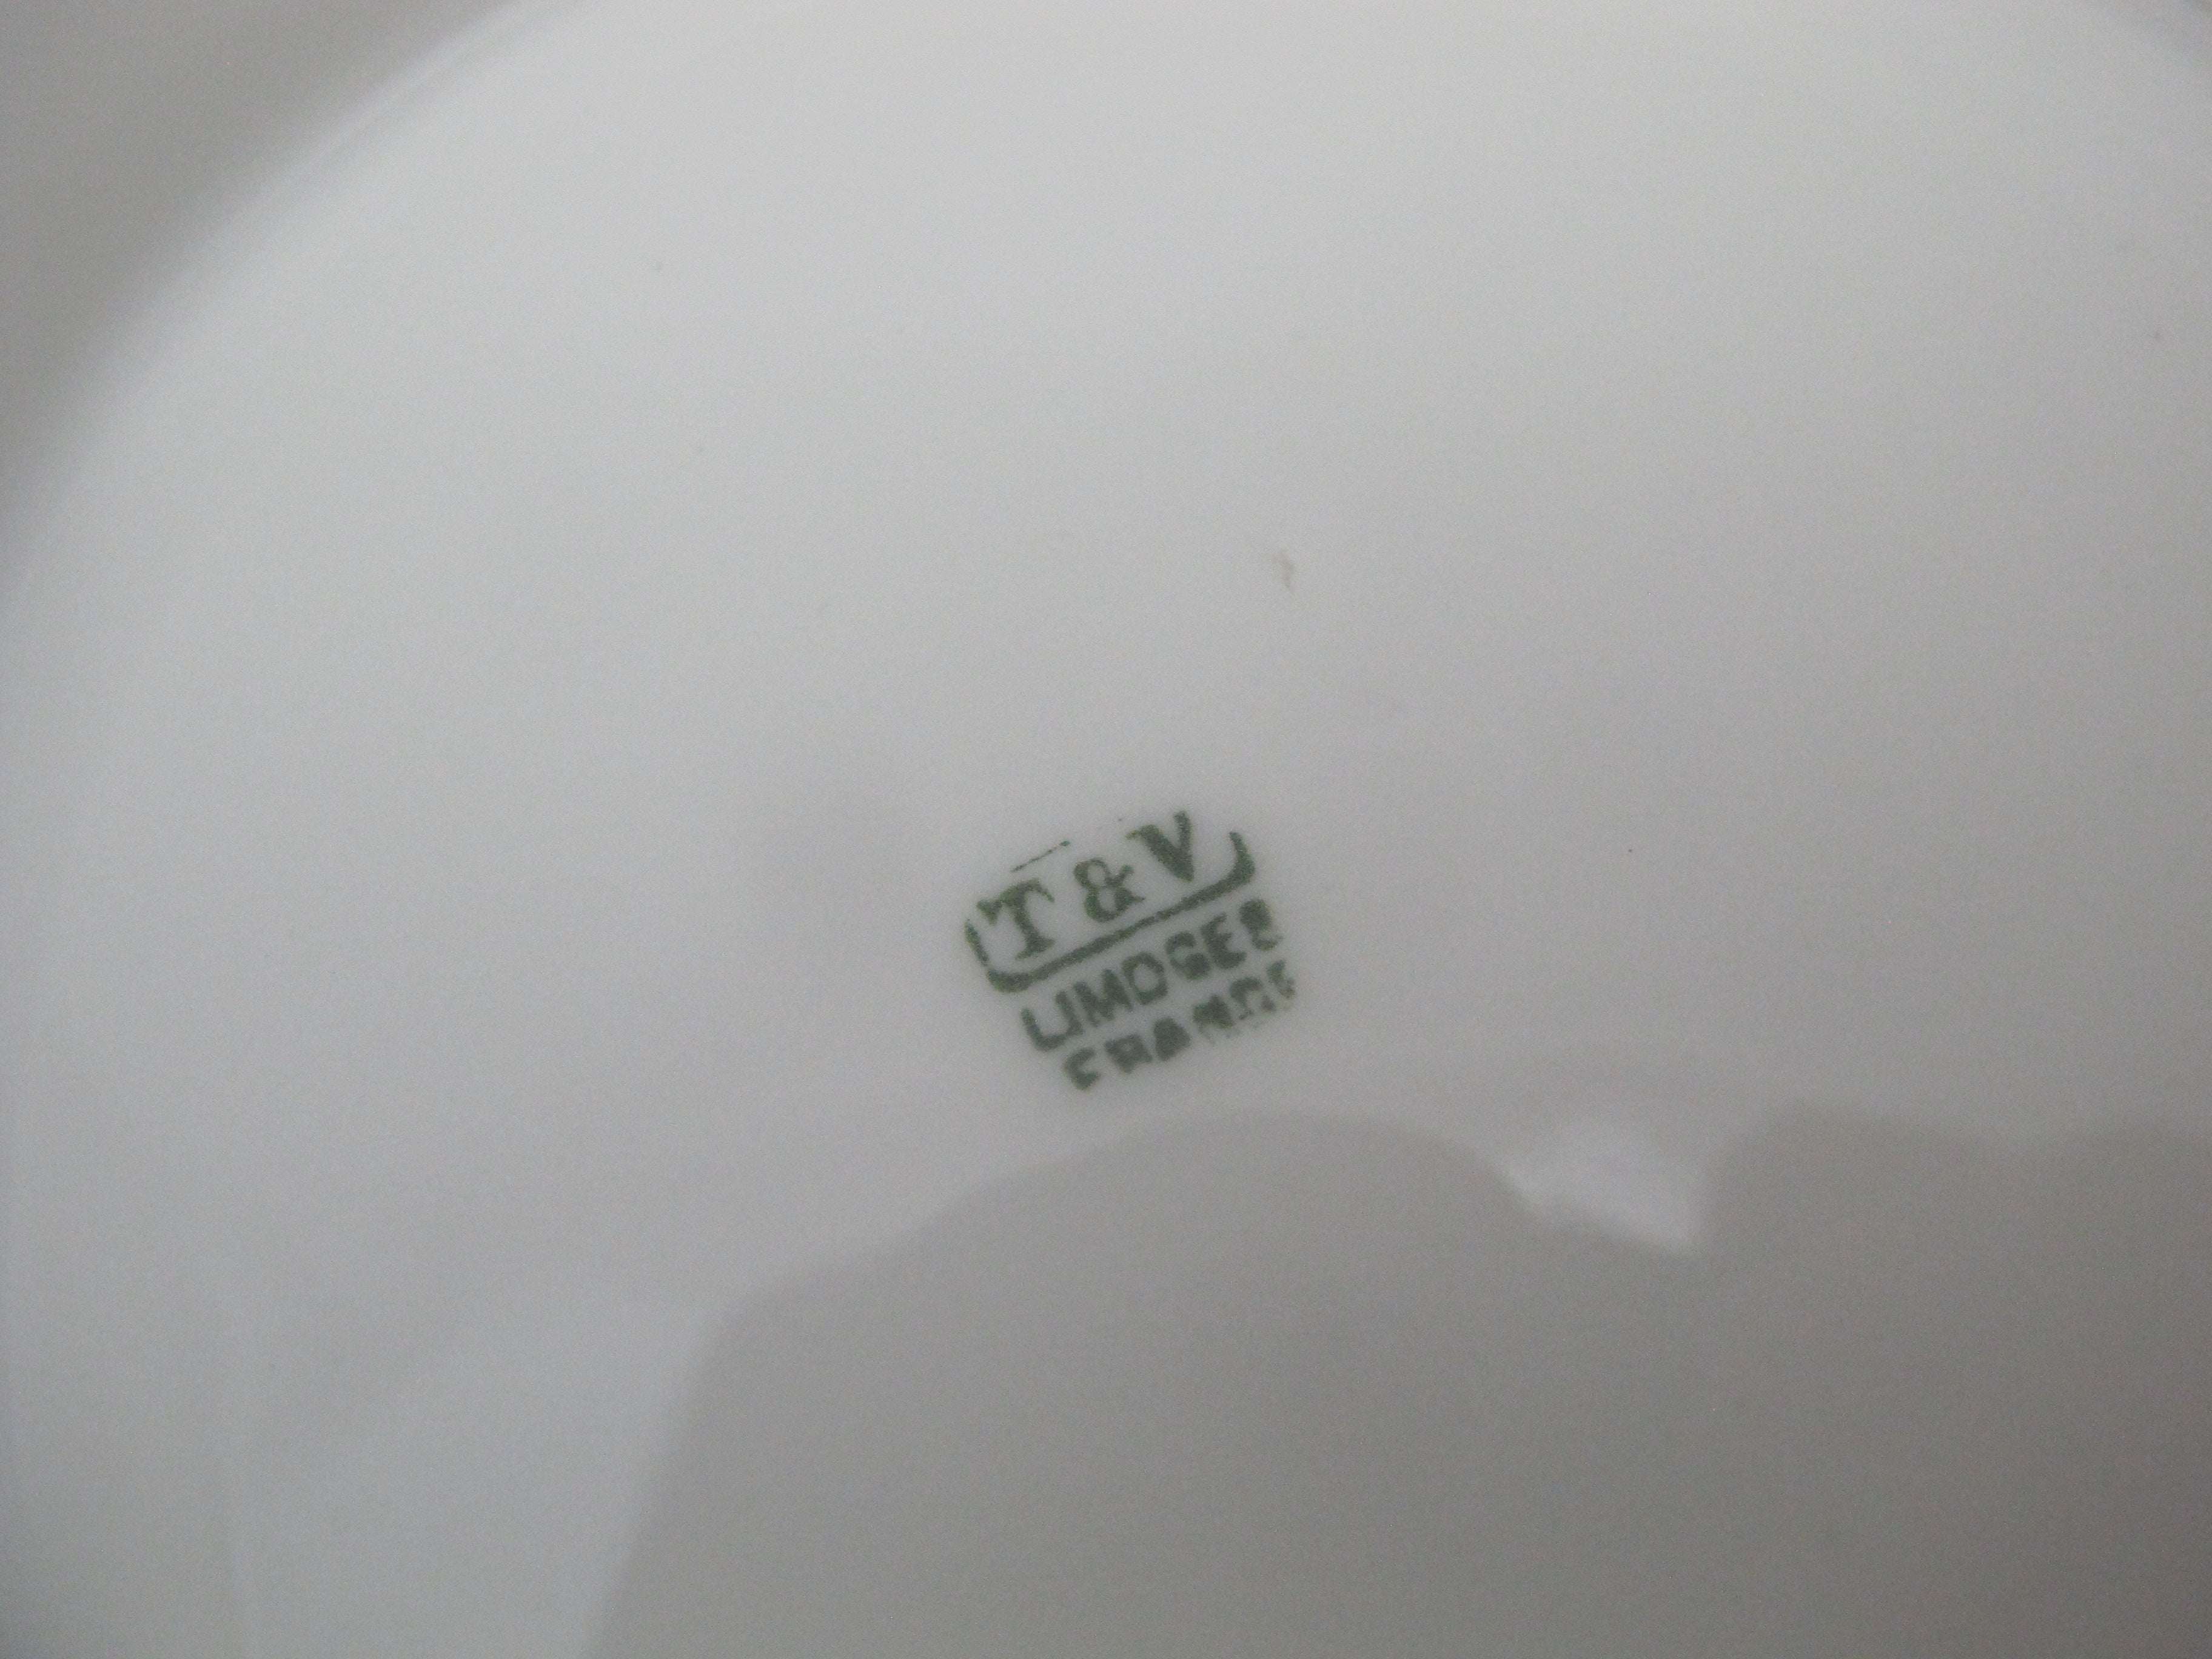 T & V
LIMOGES
FRANCE